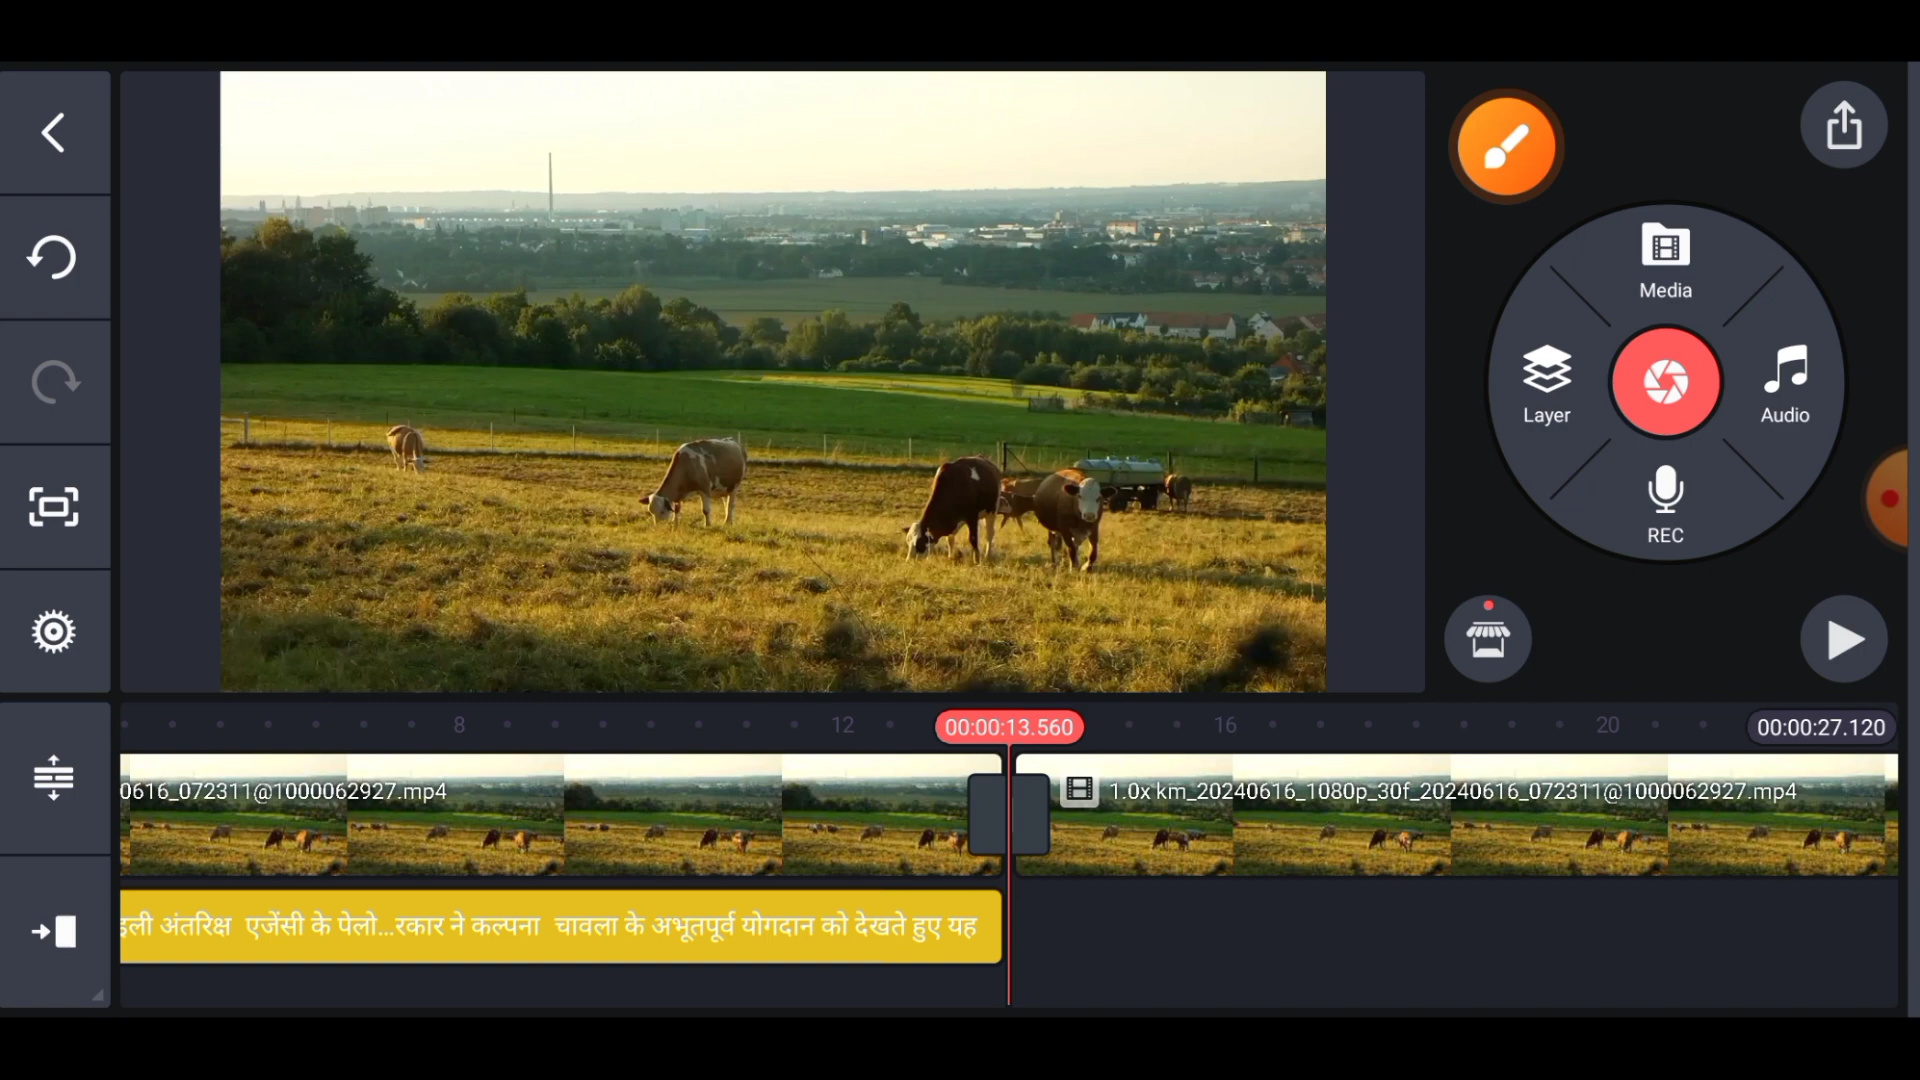 Media
Layer
Audio
REC
8
12
00:00:13.560
16
20
00:00:27.120
0616_072311@1000062927.mp4
1.0x km_20240616_1080p_30f_20240616_072311@1000062927.mp4
अंतरिक्ष एजेंसी के पेलो...रकार ने कल्पना चावला के अभूतपूर्व योगदान को देखते हुए यह